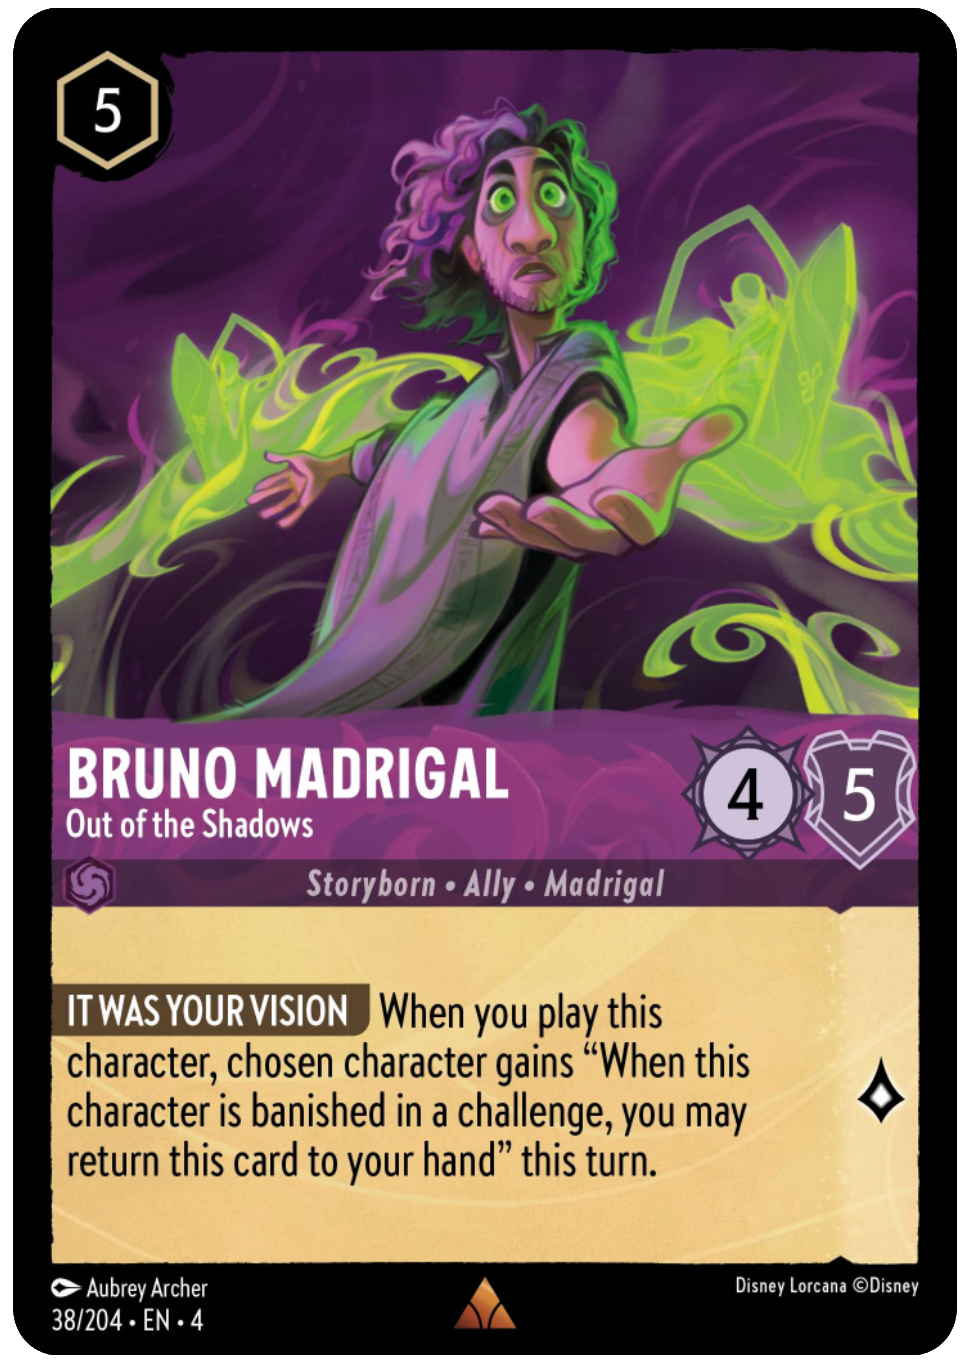 5
BRUNO MADRIGAL
Out of the Shadows
4
5
Storyborn • Ally • Madrigal
IT WAS YOUR VISION When you play this
character, chosen character gains “When this
character is banished in a challenge, you may
return this card to your hand” this turn.
Aubrey Archer
Disney Lorcana ©Disney
38/204 • EN • 4